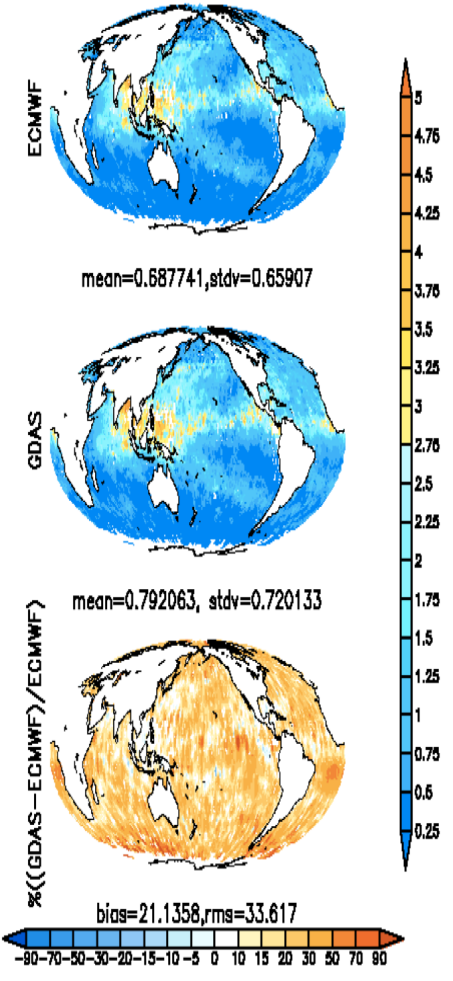 ECMWF
mean=0.687741,stdv=0.65907
GDAS
mean=0.792063, stdv=0.720133
%((GDAS-ECMWF)/ECMWF)
bias=21.1358,rms=33.617
-90 -70 -50 -30 -20 -15 -10 -5 0 10 15 20 30 50 70 90
5
4.75
4.5
4.25
4
3.75
3.5
3.25
3
2.75
2.5
2.25
2
1.75
1.5
1.25
1
0.75
0.5
0.25